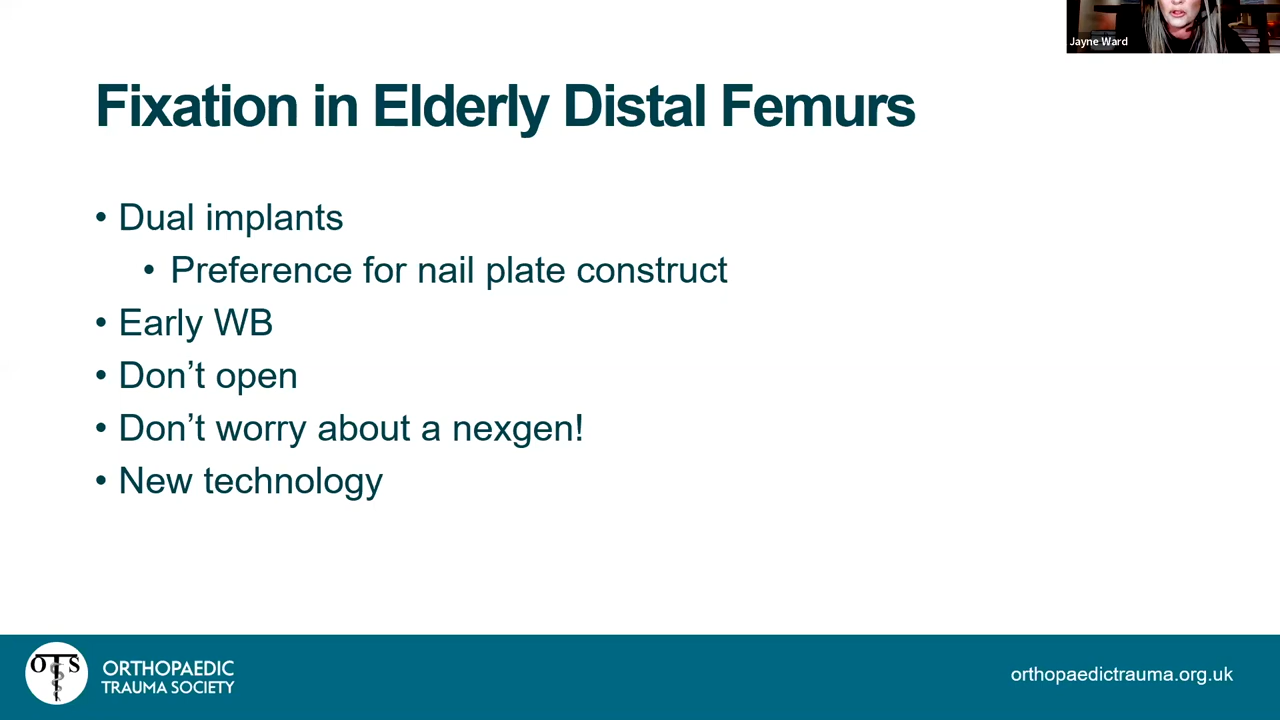 Jayne Ward
Fixation in Elderly Distal Femurs
• Dual implants
• Preference for nail plate construct
• Early WB
• Don’t open
• Don’t worry about a nexgen!
• New technology
OTS
ORTHOPAEDIC
TRAUMA SOCIETY
orthopaedictrauma.org.uk